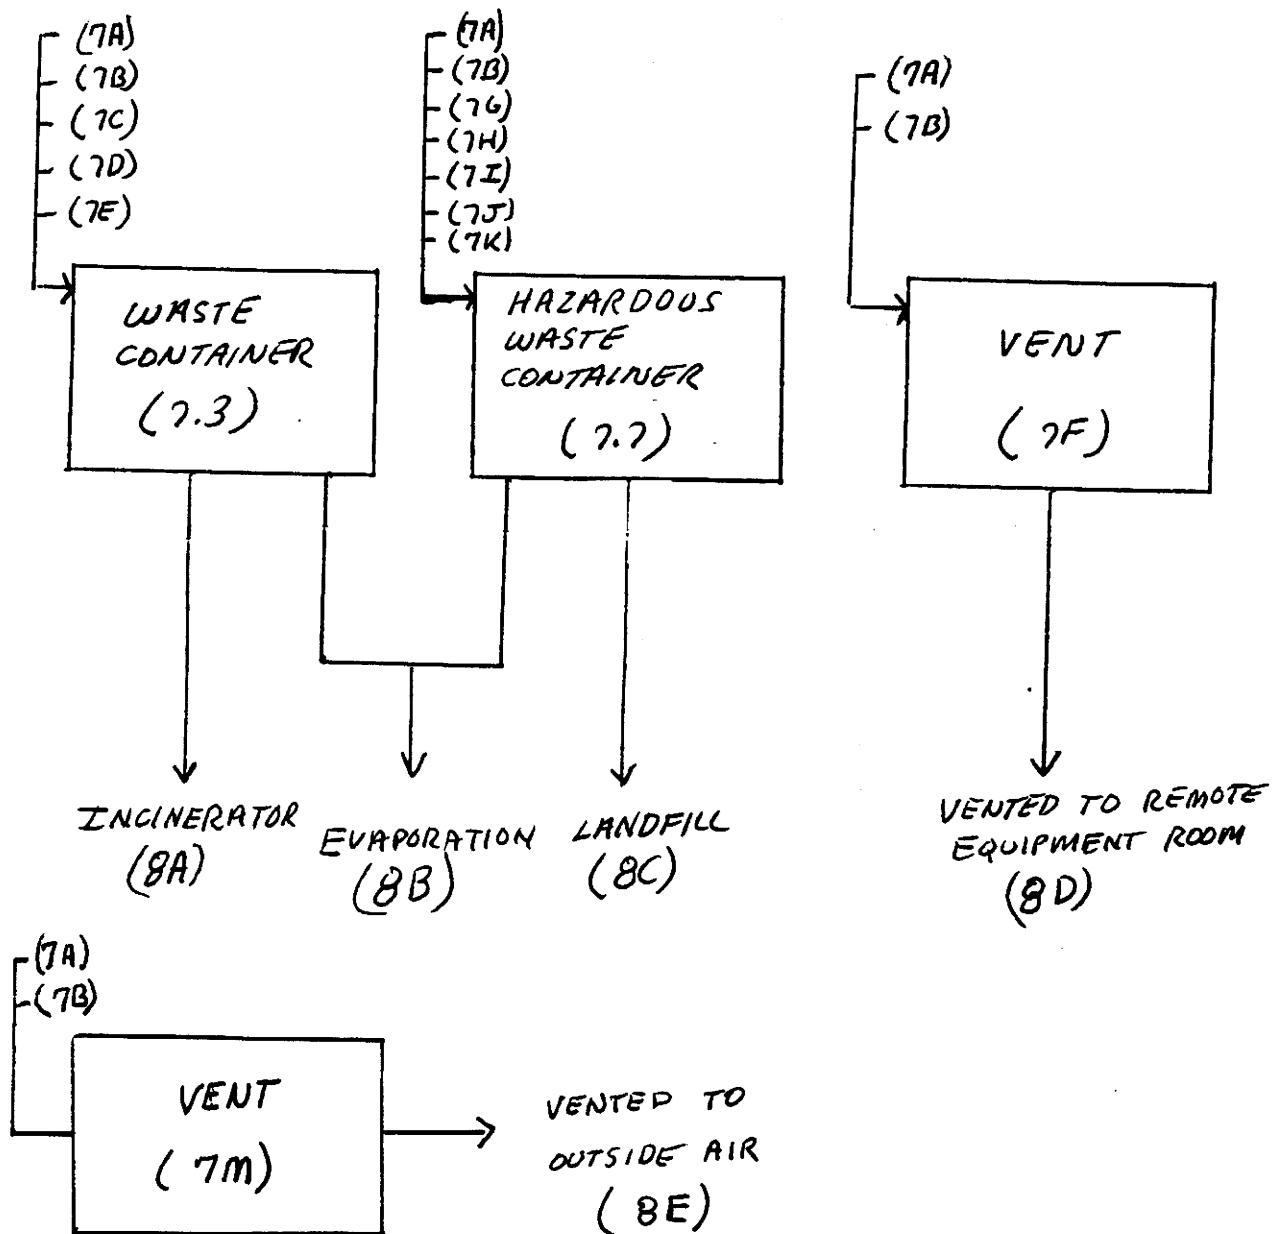 (7A)
(7B)
(7C)
(7D)
(7E)
WASTE
CONTAINER
(7.3)
(7A)
(7B)
(7G)
(7H)
(7I)
(7J)
(7K)
HAZARDOUS
WASTE
CONTAINER
(7.7)
(7A)
(7B)
VENT
(7F)
INCINERATOR
(8A)
EVAPORATION
(8B)
LANDFILL
(8C)
VENTED TO REMOTE
EQUIPMENT ROOM
(8D)
(7A)
(7B)
VENT
(7M)
VENTED TO
OUTSIDE AIR
(8E)